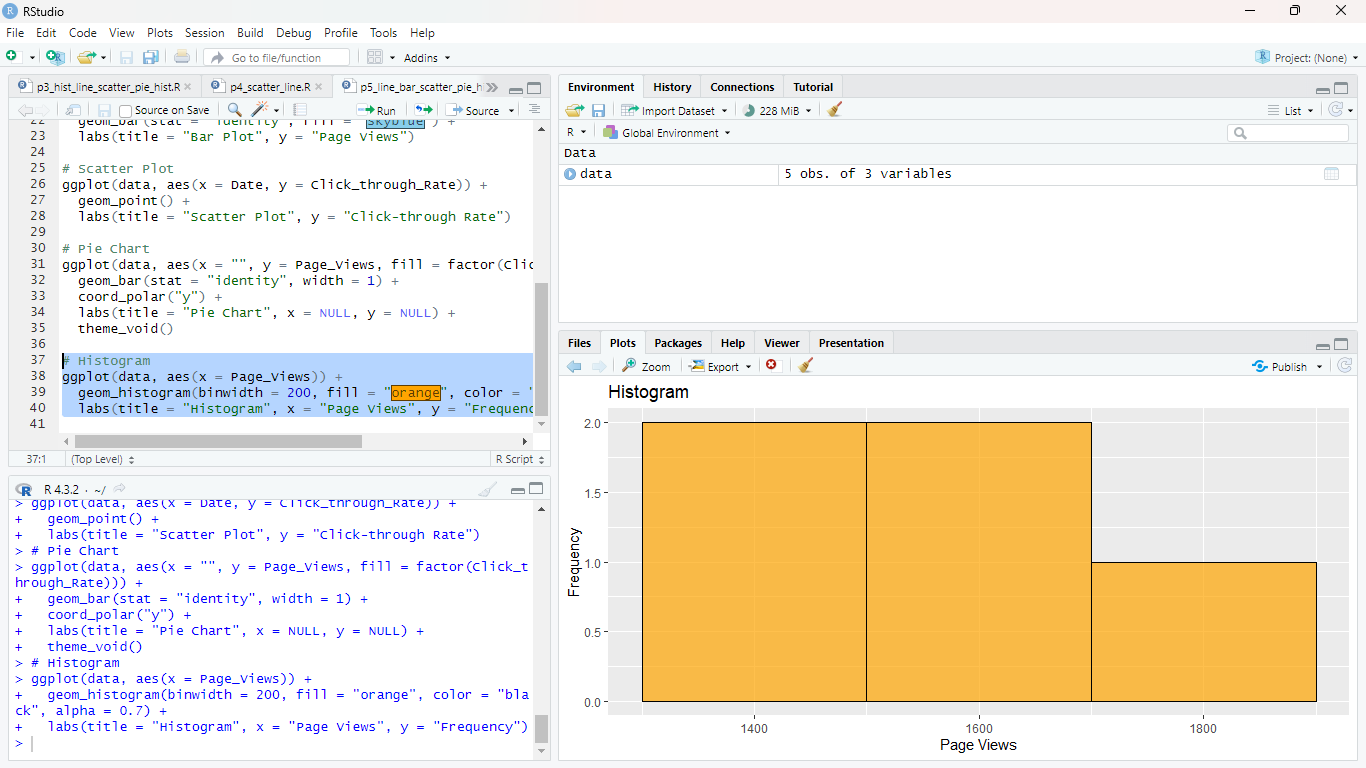 RStudio
File Edit Code View Plots Session Build Debug Profile Tools Help
Go to file/function Addins Project: (None)
p3_hist_line_scatter_pie_hist.R p4_scatter_line.R p5_line_bar_scatter_pie_h
Source on Save Run Source
22 geom_bar(stat = "identity", fill = "skyblue") +
23 labs(title = "Bar Plot", y = "Page Views")
24
25 # Scatter Plot
26 ggplot(data, aes(x = Date, y = Click_through_Rate)) +
27 geom_point() +
28 labs(title = "Scatter Plot", y = "Click-through Rate")
29
30 # Pie Chart
31 ggplot(data, aes(x = "", y = Page_Views, fill = factor(Clic
32 geom_bar(stat = "identity", width = 1) +
33 coord_polar("y") +
34 labs(title = "Pie Chart", x = NULL, y = NULL) +
35 theme_void()
36
37 # Histogram
38 ggplot(data, aes(x = Page_Views)) +
39 geom_histogram(binwidth = 200, fill = "orange", color = "
40 labs(title = "Histogram", x = "Page Views", y = "Frequenc
41
37:1 (Top Level) R Script
R 4.3.2 · ~/
> ggplot(data, aes(x = Date, y = Click_through_Rate)) +
+ geom_point() +
+ labs(title = "Scatter Plot", y = "Click-through Rate")
> # Pie Chart
> ggplot(data, aes(x = "", y = Page_Views, fill = factor(Click_t
hrough_Rate))) +
+ geom_bar(stat = "identity", width = 1) +
+ coord_polar("y") +
+ labs(title = "Pie Chart", x = NULL, y = NULL) +
+ theme_void()
> # Histogram
> ggplot(data, aes(x = Page_Views)) +
+ geom_histogram(binwidth = 200, fill = "orange", color = "bla
ck", alpha = 0.7) +
+ labs(title = "Histogram", x = "Page Views", y = "Frequency")
>
Environment History Connections Tutorial
Import Dataset 228 MiB List
R Global Environment
Data
data 5 obs. of 3 variables
Files Plots Packages Help Viewer Presentation
Zoom Export Publish
Histogram
2.0
1.5
1.0
0.5
0.0
Frequency
1400 1600 1800
Page Views